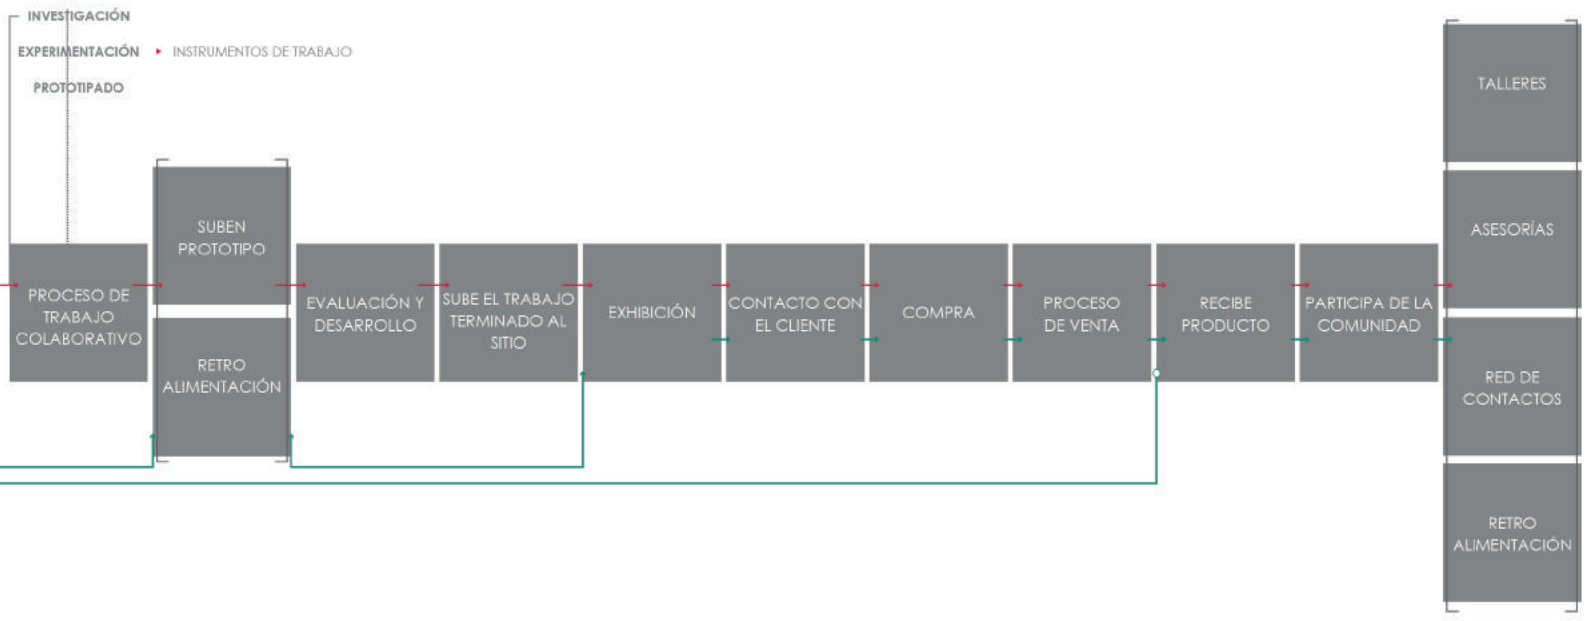 INVESTIGACIÓN
EXPERIMENTACIÓN
INSTRUMENTOS DE TRABAJO
PROTOTIPADO
PROCESO DE
TRABAJO
COLABORATIVO
SUBEN
PROTOTIPO
RETRO
ALIMENTACIÓN
EVALUACIÓN Y
DESARROLLO
SUBE EL TRABAJO
TERMINADO AL
SITIO
EXHIBICIÓN
CONTACTO CON
EL CLIENTE
COMPRA
PROCESO
DE VENTA
RECIBE
PRODUCTO
PARTICIPA DE LA
COMUNIDAD
TALLERES
ASESORÍAS
RED DE
CONTACTOS
RETRO
ALIMENTACIÓN